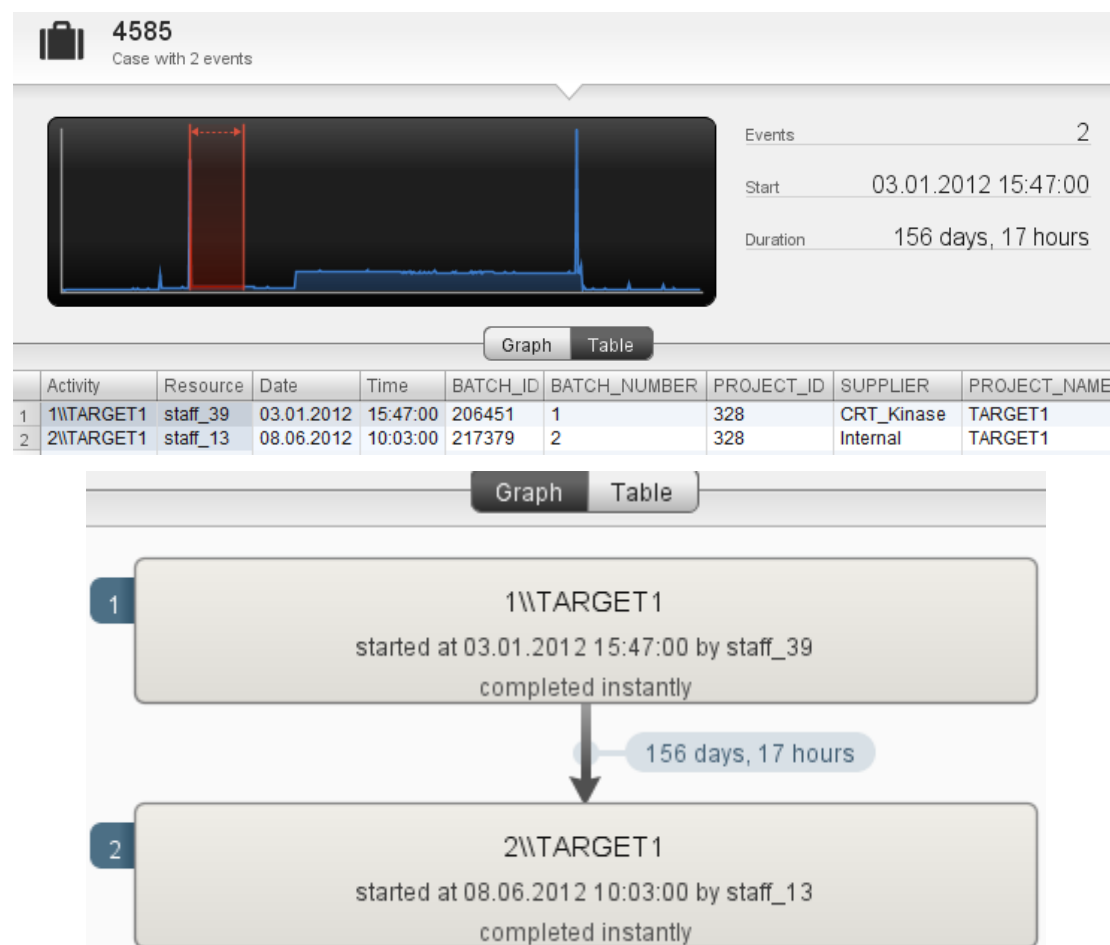 4585
Case with 2 events
Events 2
Start 03.01.2012 15:47:00
Duration 156 days, 17 hours
Graph Table
Activity Resource Date Time BATCH_ID BATCH_NUMBER PROJECT_ID SUPPLIER PROJECT_NAME
1 1\\TARGET1 staff_39 03.01.2012 15:47:00 206451 1 328 CRT_Kinase TARGET1
2 2\\TARGET1 staff_13 08.06.2012 10:03:00 217379 2 328 Internal TARGET1
Graph Table
1
1\\TARGET1
started at 03.01.2012 15:47:00 by staff_39
completed instantly
156 days, 17 hours
2
2\\TARGET1
started at 08.06.2012 10:03:00 by staff_13
completed instantly